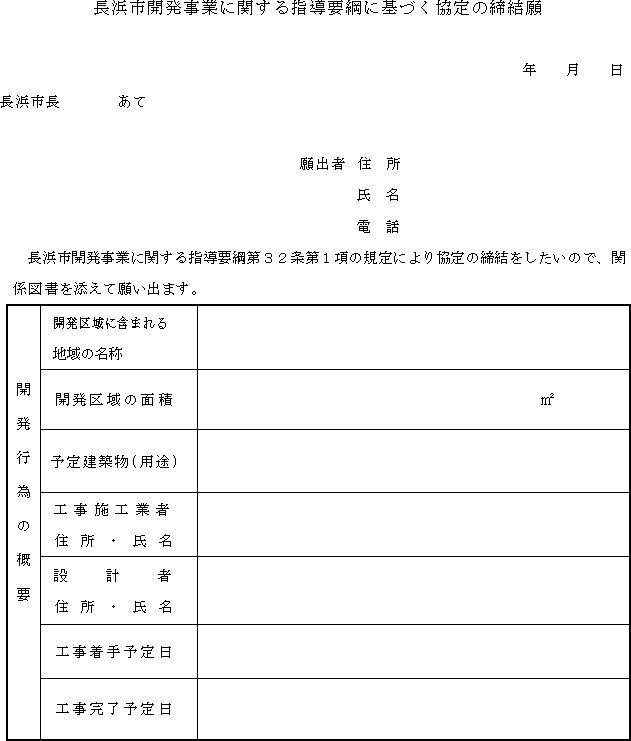 長浜市開発事業に関する指導要綱に基づく協定の締結願
年　　月　　日
長浜市長　　　　あて
願出者　住　所
氏　名
電　話
長浜市開発事業に関する指導要綱第３２条第１項の規定により協定の締結をしたいので、関
係図書を添えて願い出ます。
開発行為の概要
開発区域に含まれる
地域の名称
開発区域の面積　　㎡
予定建築物(用途)
工事施工業者
住所・氏名
設計者
住所・氏名
工事着手予定日
工事完了予定日